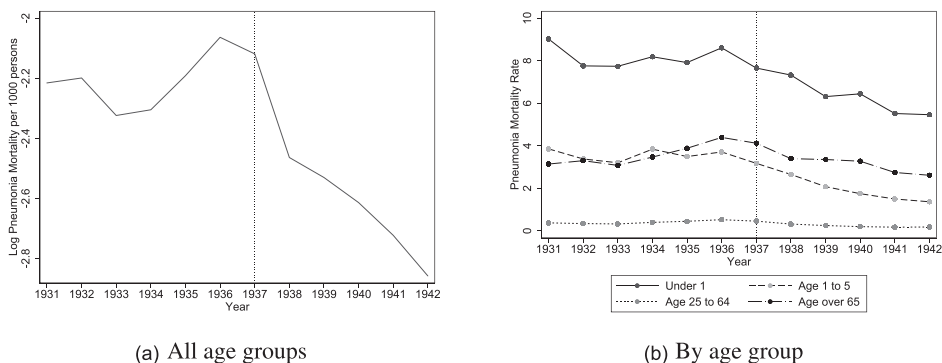 Log Pneumonia Mortality per 1000 persons
-2
-2.2
-2.4
-2.6
-2.8
1931 1932 1933 1934 1935 1936 1937 1938 1939 1940 1941 1942
Year
(a) All age groups
Pneumonia Mortality Rate
10
8
6
4
2
0
1931 1932 1933 1934 1935 1936 1937 1938 1939 1940 1941 1942
Year
Under 1 Age 1 to 5
Age 25 to 64 Age over 65
(b) By age group